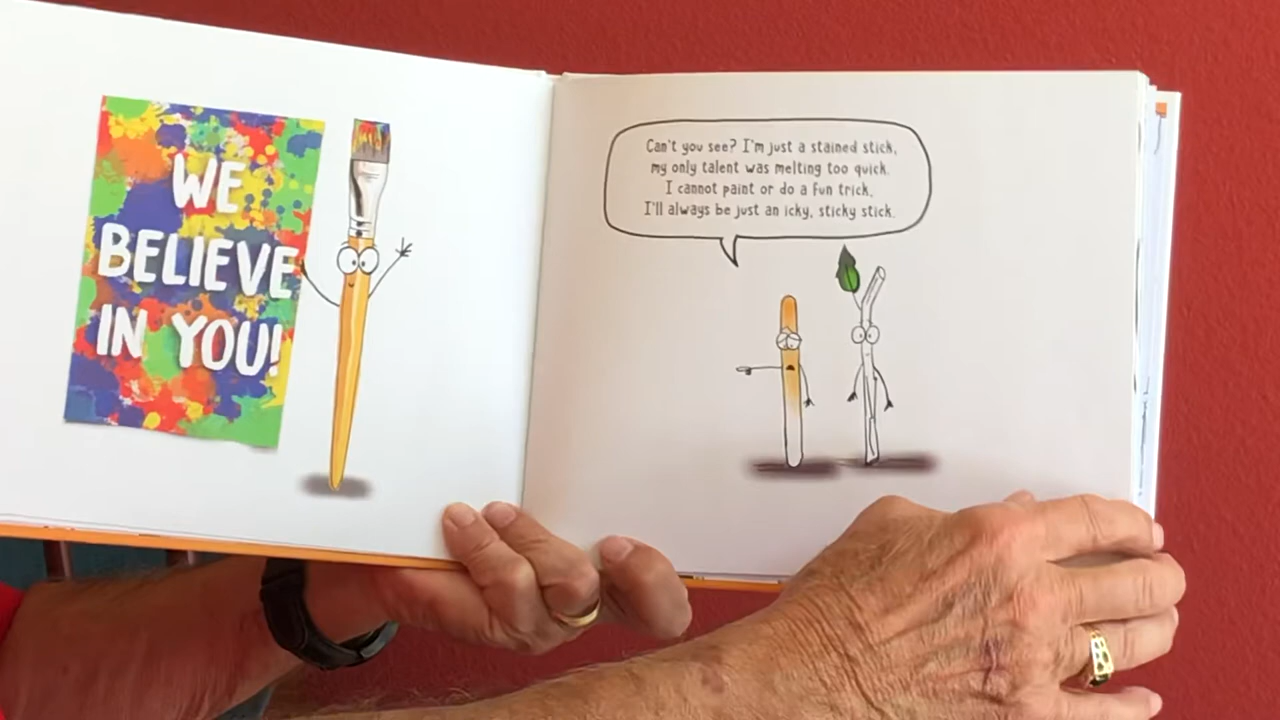 WE
BELIEVE
IN YOU!
Can't you see? I'm just a stained stick,
my only talent was melting too quick.
I cannot paint or do a fun trick,
I'll always be just an icky, sticky stick.